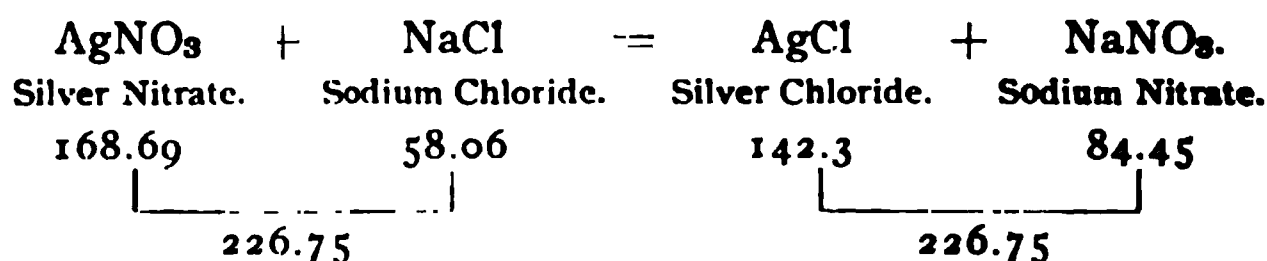 AgNO₃ + NaCl = AgCl + NaNO₃.
Silver Nitrate. Sodium Chloride. Silver Chloride. Sodium Nitrate.
168.69 58.06 142.3 84.45
226.75 226.75